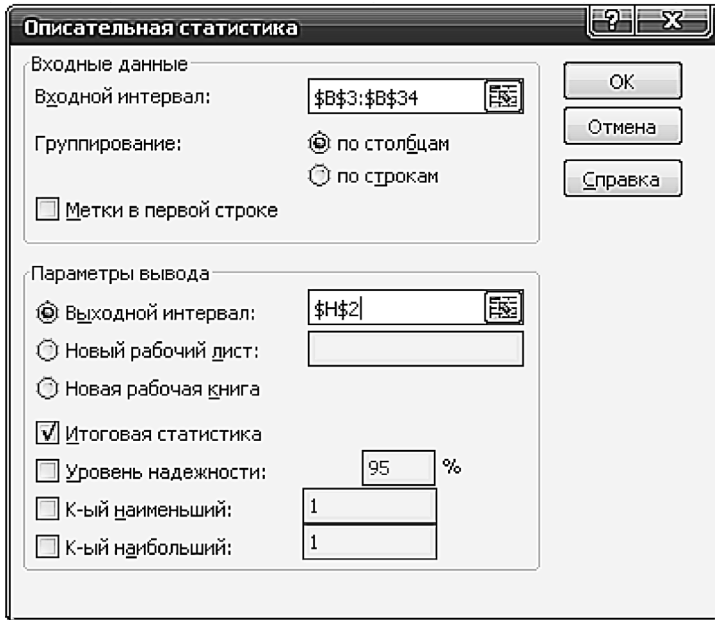 Описательная статистика
Входные данные
Входной интервал: $B$3:$B$34
Группирование: по столбцам
по строкам
Метки в первой строке
OK
Отмена
Справка
Параметры вывода
Выходной интервал: $H$2
Новый рабочий лист:
Новая рабочая книга
Итоговая статистика
Уровень надежности: 95 %
К-ый наименьший: 1
К-ый наибольший: 1